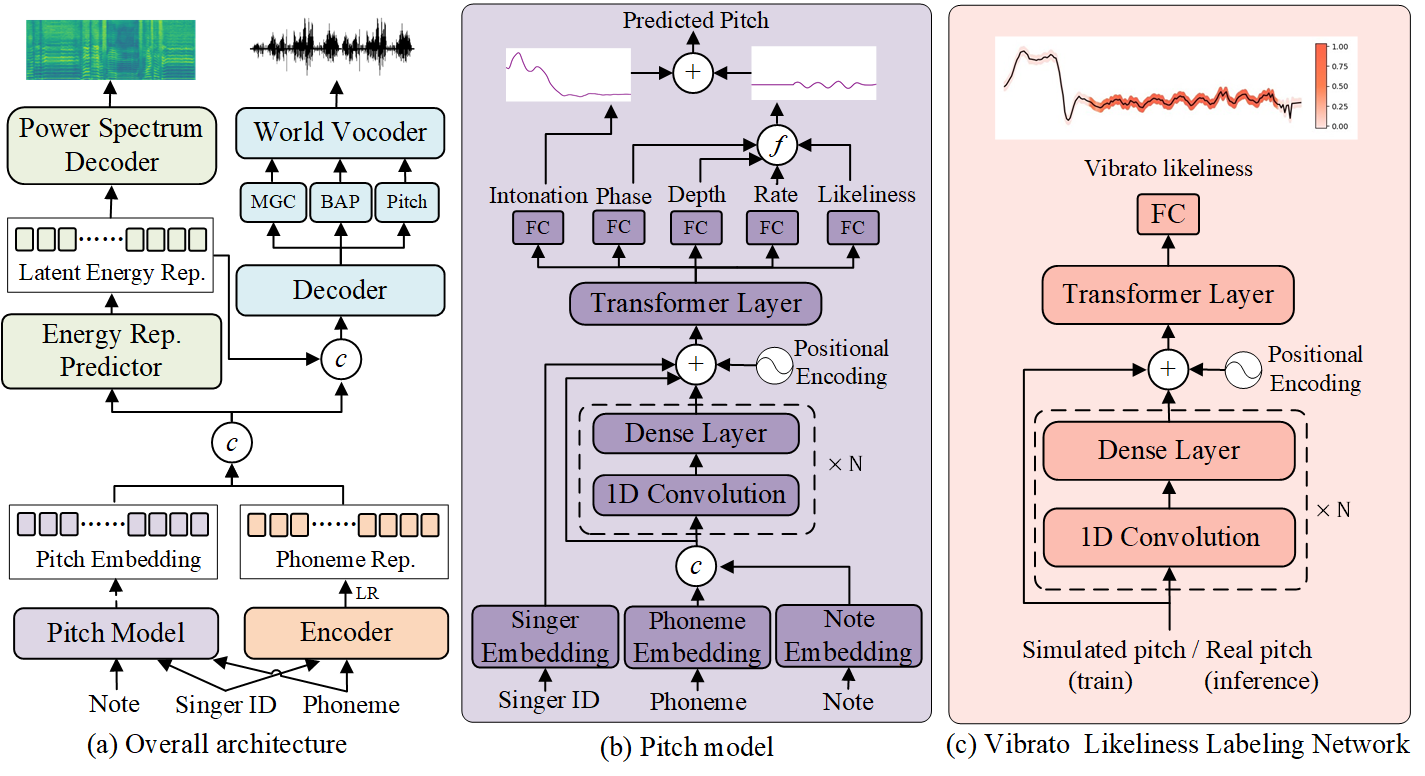 Power Spectrum
Decoder
World Vocoder
MGC
BAP
Pitch
Latent Energy Rep.
Decoder
Energy Rep.
Predictor
c
c
Pitch Embedding
Phoneme Rep.
LR
Pitch Model
Encoder
Note
Singer ID
Phoneme
(a) Overall architecture
Predicted Pitch
+
f
Intonation
Phase
Depth
Rate
Likeliness
FC
FC
FC
FC
FC
Transformer Layer
+
Positional
Encoding
Dense Layer
1D Convolution
× N
c
Singer
Embedding
Phoneme
Embedding
Note
Embedding
Singer ID
Phoneme
Note
(b) Pitch model
1.00
0.75
0.50
0.25
0.00
Vibrato likeliness
FC
Transformer Layer
+
Positional
Encoding
Dense Layer
1D Convolution
× N
Simulated pitch / Real pitch
(train)
(inference)
(c) Vibrato Likeliness Labeling Network